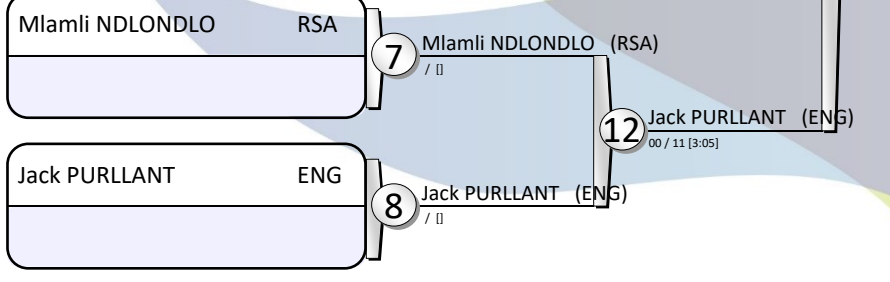 Mlamli NDLONDLO RSA
7
Mlamli NDLONDLO (RSA)
/ []
12
Jack PURLLANT (ENG)
00 / 11 [3:05]
Jack PURLLANT ENG
8
Jack PURLLANT (ENG)
/ []